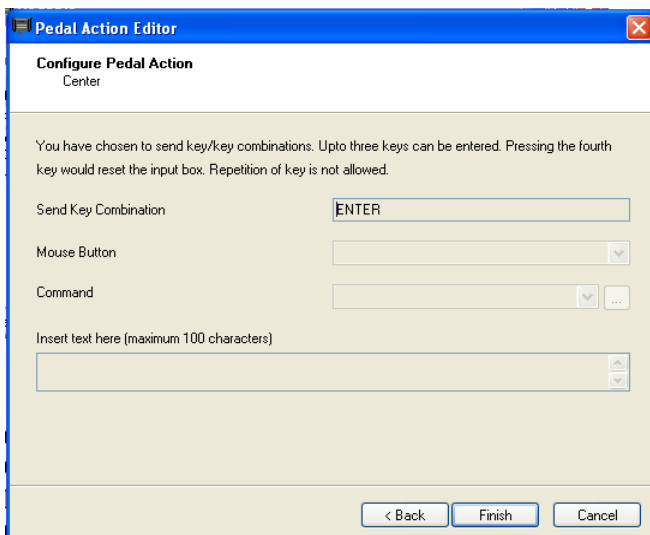 Pedal Action Editor
Configure Pedal Action
Center
You have chosen to send key/key combinations. Upto three keys can be entered. Pressing the fourth
key would reset the input box. Repetition of key is not allowed.
Send Key Combination ENTER
Mouse Button
Command ...
Insert text here (maximum 100 characters)
< Back Finish Cancel